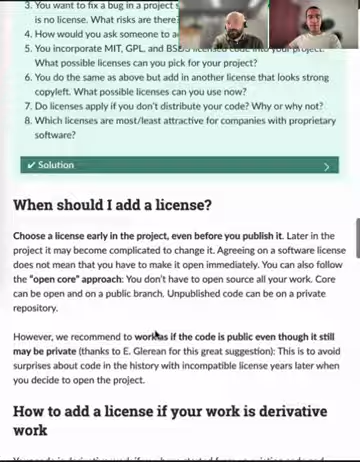 3. You want to fix a bug in a project s
is no license. What risks are there
4. How would you ask someone to a
5. You incorporate MIT, GPL, and BSD3 licensed code into your project.
What possible licenses can you pick for your project?
6. You do the same as above but add in another license that looks strong
copyleft. What possible licenses can you use now?
7. Do licenses apply if you don't distribute your code? Why or why not?
8. Which licenses are most/least attractive for companies with proprietary
software?
✔ Solution
When should I add a license?
Choose a license early in the project, even before you publish it. Later in the
project it may become complicated to change it. Agreeing on a software license
does not mean that you have to make it open immediately. You can also follow
the "open core" approach: You don't have to open source all your work. Core
can be open and on a public branch. Unpublished code can be on a private
repository.
However, we recommend to work as if the code is public even though it still
may be private (thanks to E. Glerean for this great suggestion): This is to avoid
surprises about code in the history with incompatible license years later when
you decide to open the project.
How to add a license if your work is derivative
work